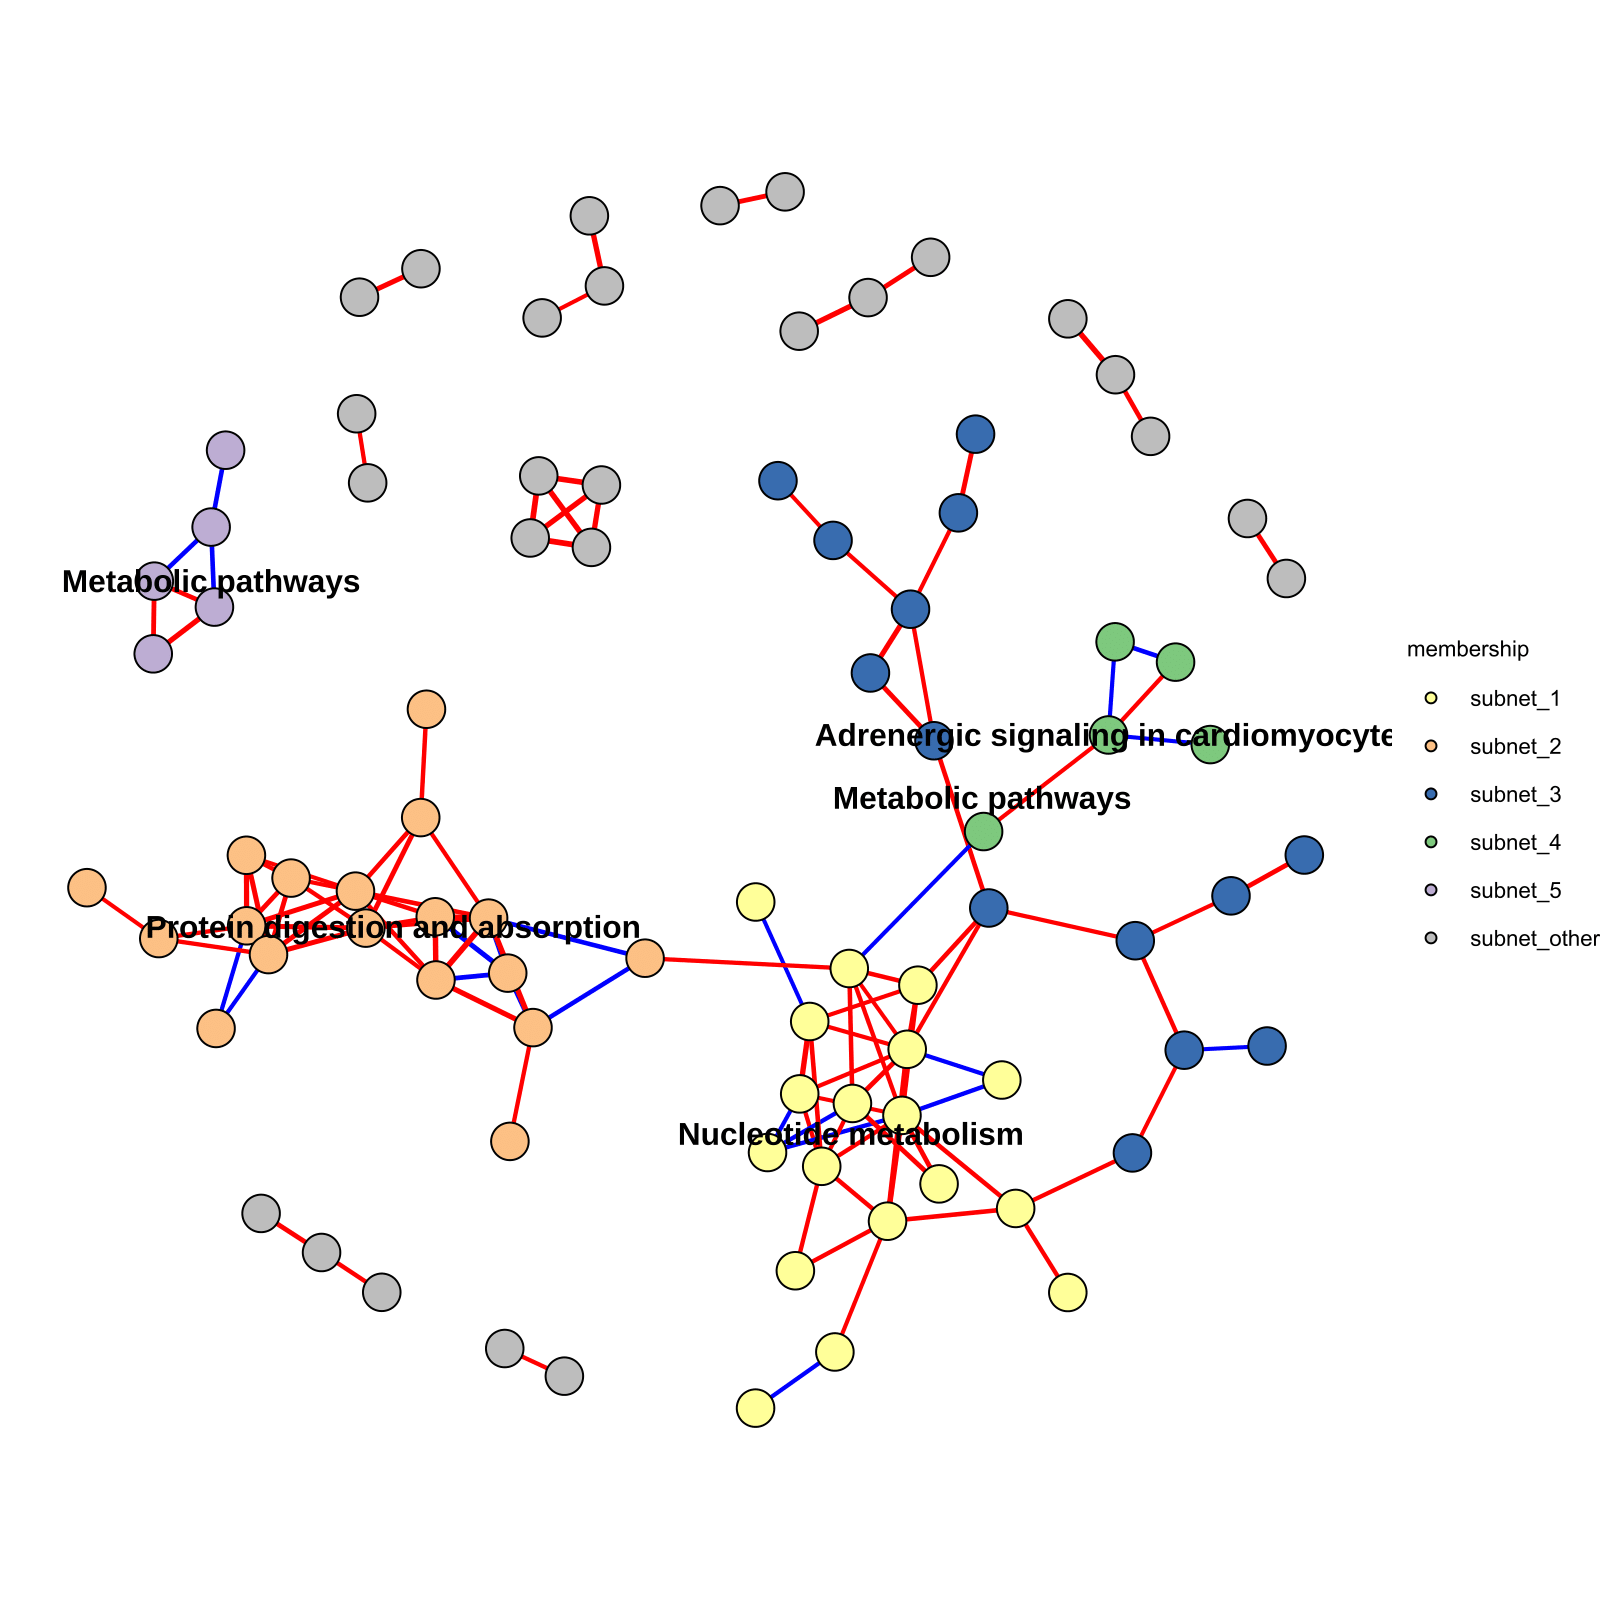 Metabolic pathways
membership
subnet_1
Adrenergic signaling in cardiomyocyte
subnet_2
Metabolic pathways
subnet_3
subnet_4
subnet_5
Protein digestion and absorption
subnet_other
Nucleotide metabolism